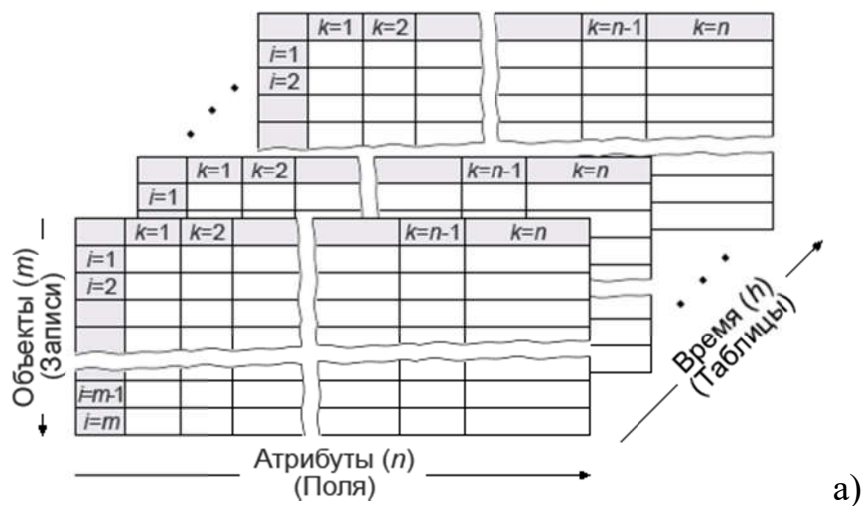 k=1 k=2 k=n-1 k=n
i=1
i=2
k=1 k=2 k=n-1 k=n
i=1
k=1 k=2 k=n-1 k=n
i=1
i=2
i=m-1
i=m
Объекты (m)
(Записи)
Время (h)
(Таблицы)
Атрибуты (n)
(Поля)
а)